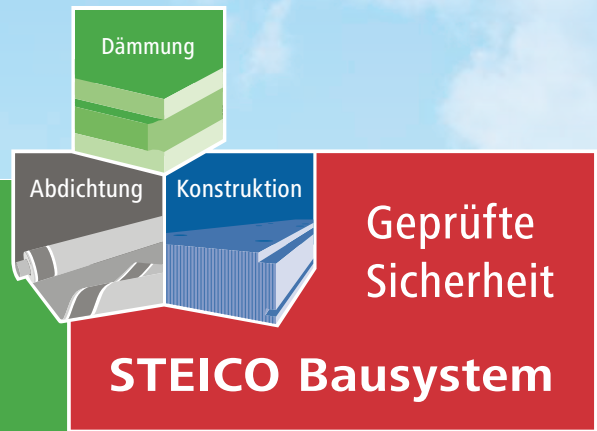 Dämmung
Abdichtung
Konstruktion
Geprüfte
Sicherheit
STEICO Bausystem